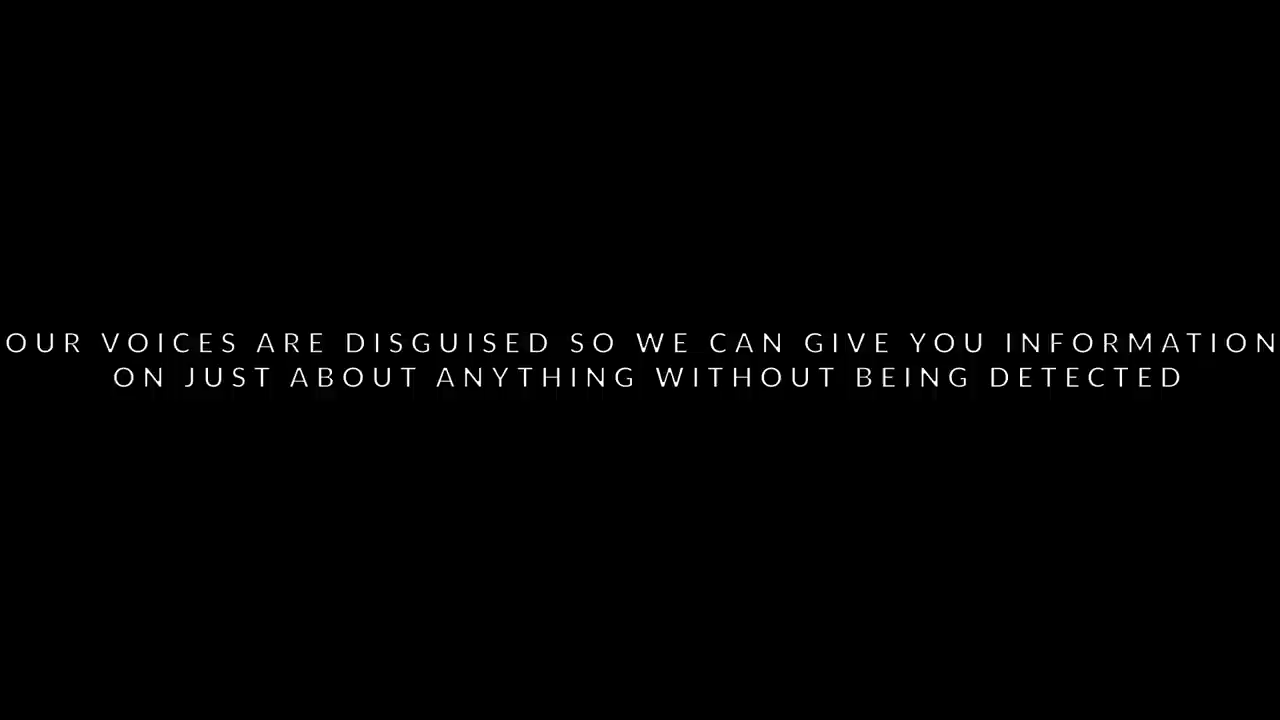 OUR VOICES ARE DISGUISED SO WE CAN GIVE YOU INFORMATION
ON JUST ABOUT ANYTHING WITHOUT BEING DETECTED